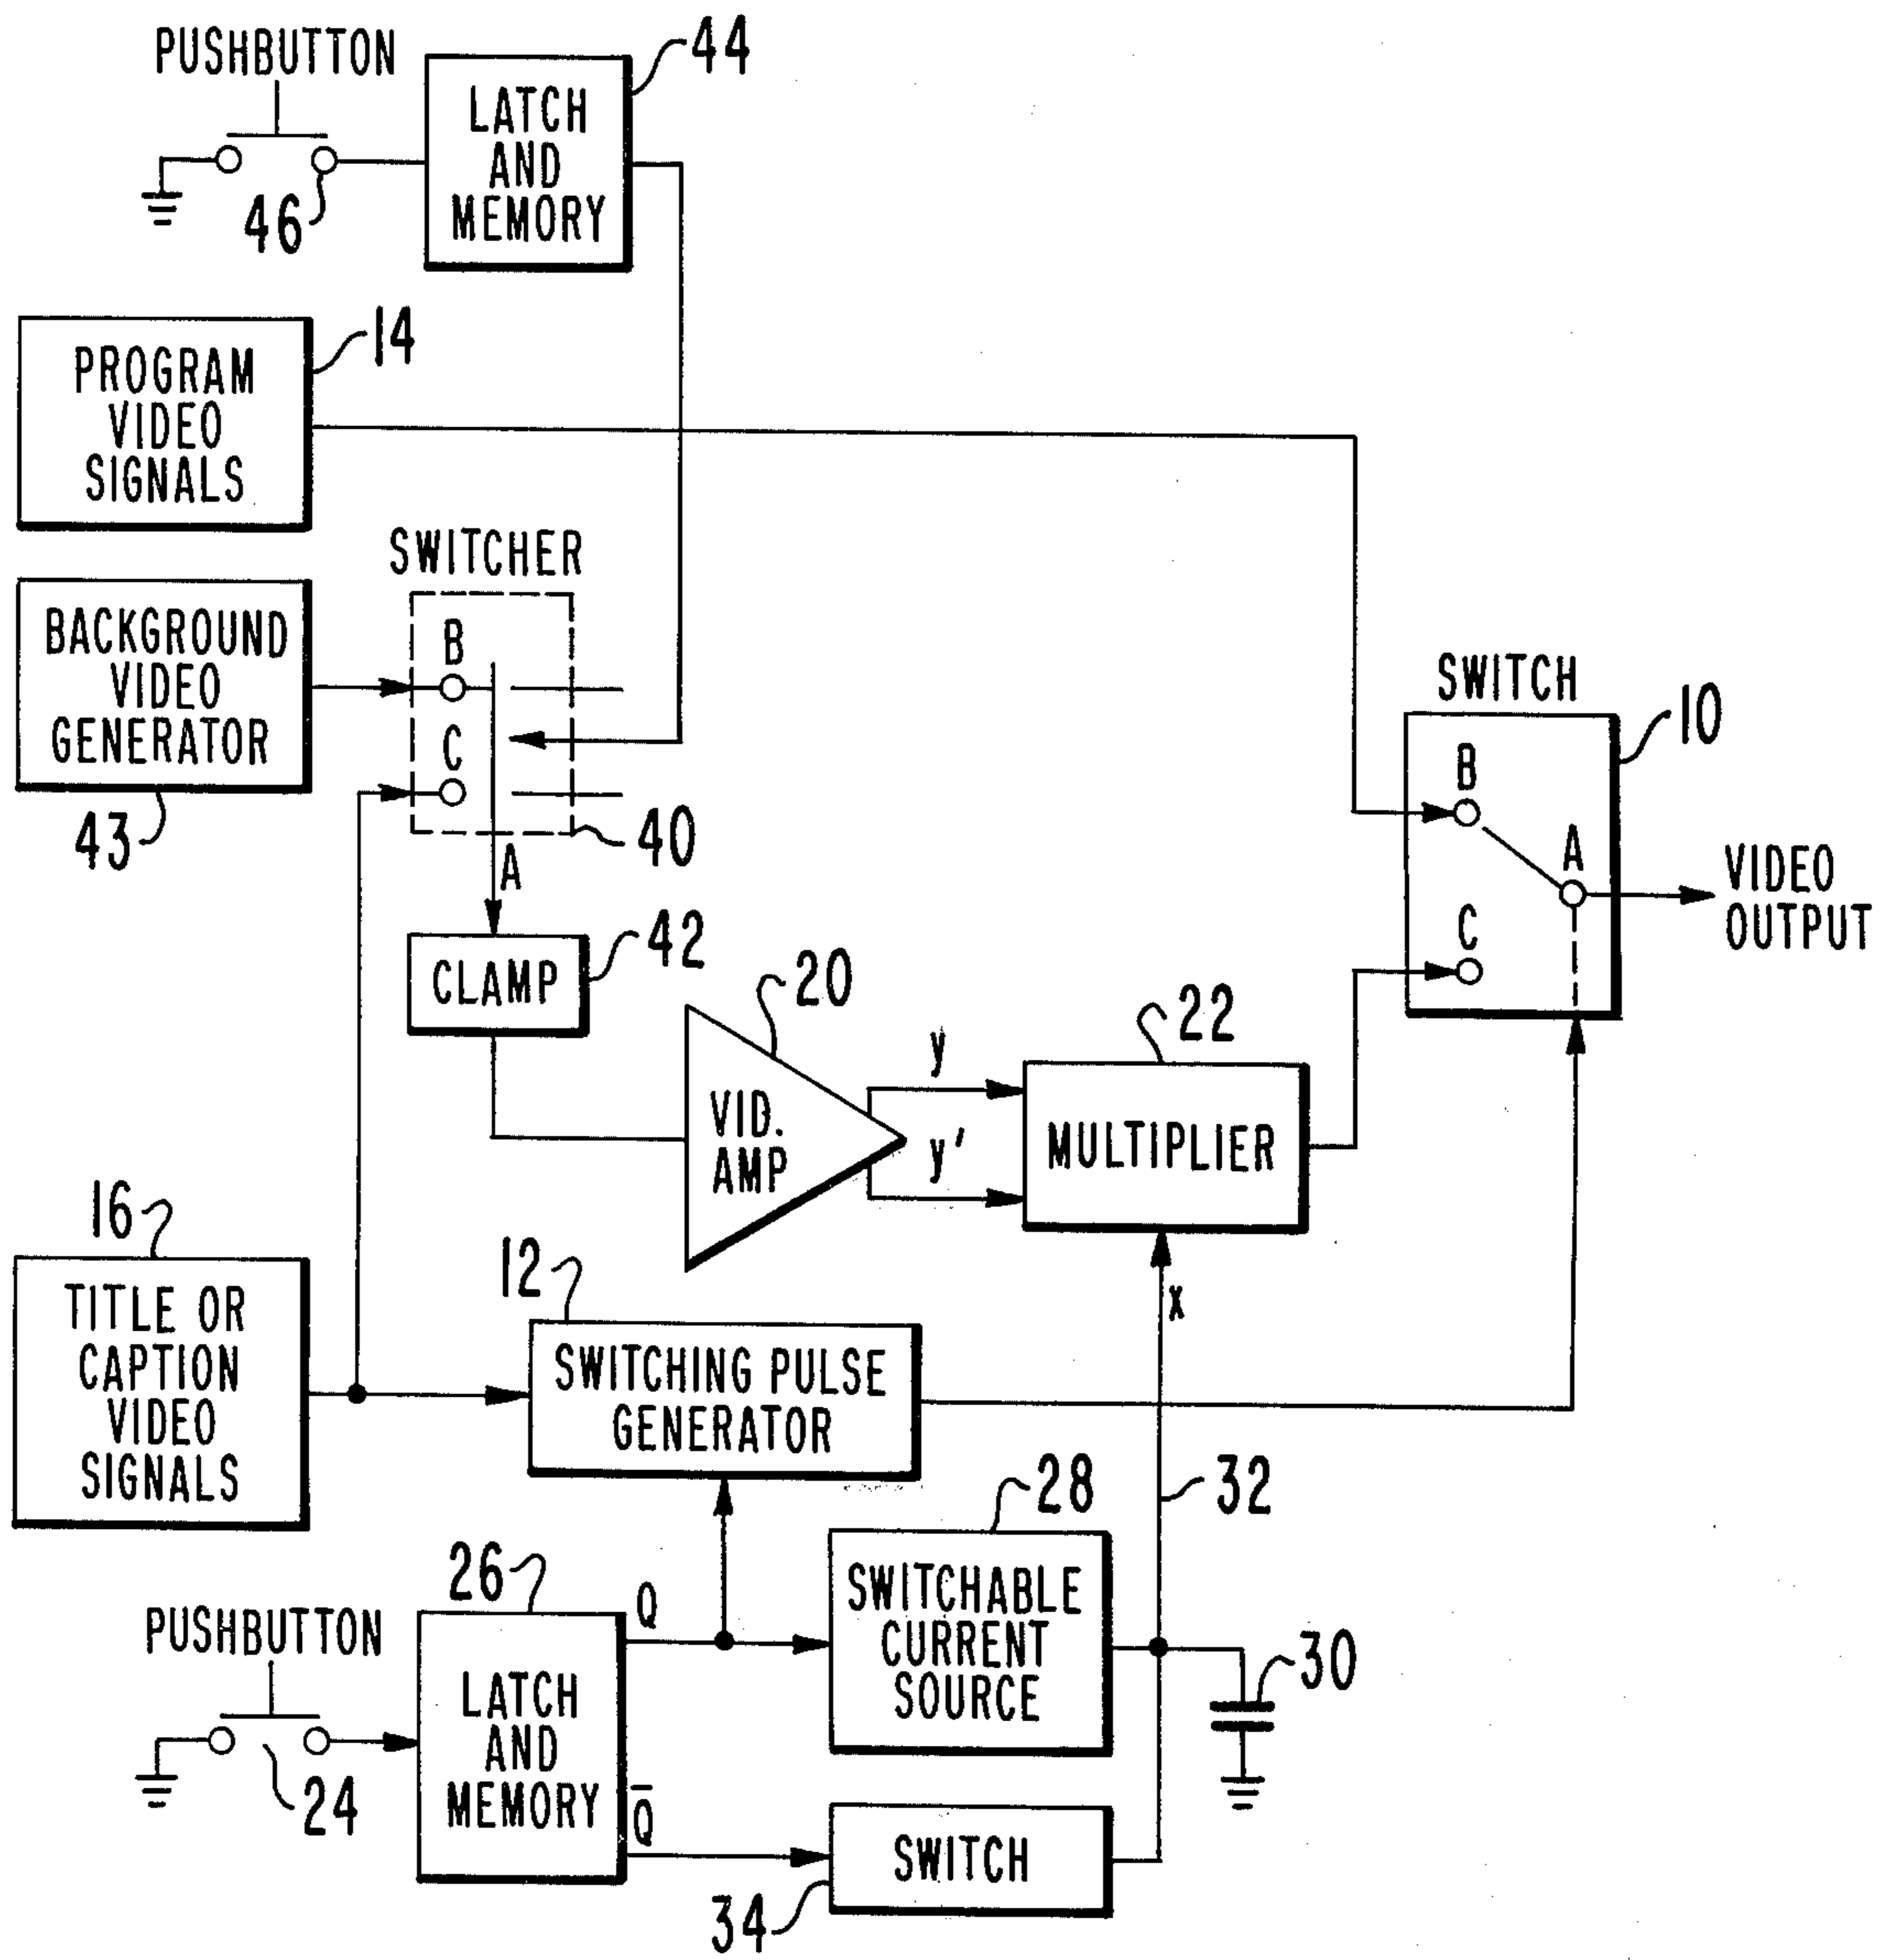 PUSHBUTTON
44
LATCH
AND
MEMORY
46
14
PROGRAM
VIDEO
SIGNALS
SWITCHER
BACKGROUND
VIDEO
GENERATOR
43
B
C
40
A
SWITCH
10
B
A
C
VIDEO
OUTPUT
42
CLAMP
20
VID.
AMP
y
y'
22
MULTIPLIER
x
16
TITLE OR
CAPTION
VIDEO
SIGNALS
12
SWITCHING PULSE
GENERATOR
32
28
SWITCHABLE
CURRENT
SOURCE
30
26
Q
PUSHBUTTON
24
LATCH
AND
MEMORY
Q̅
SWITCH
34